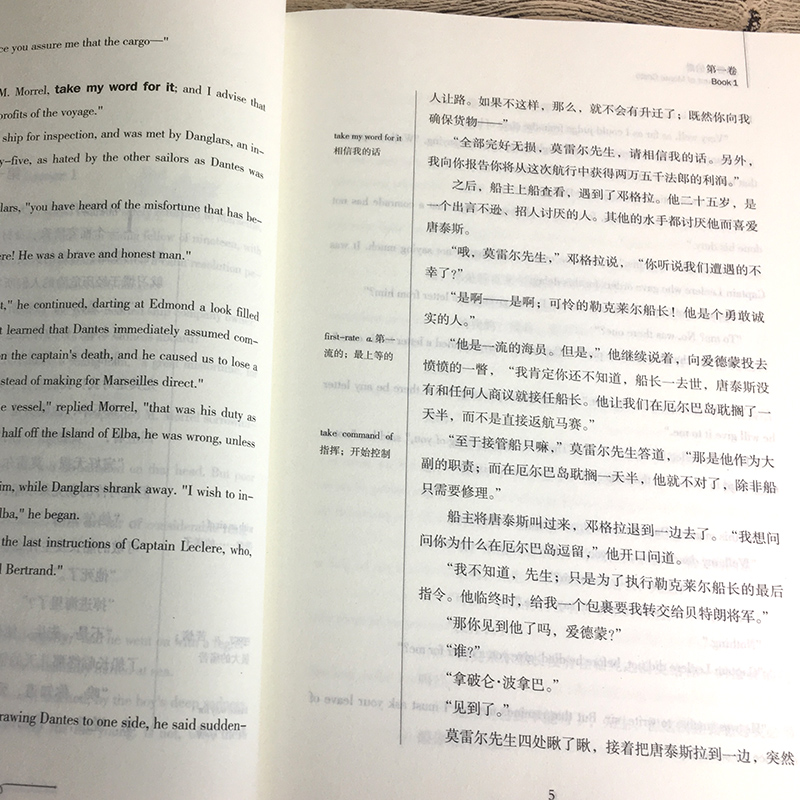 ce you assure me that the cargo—"
M. Morrel, take my word for it; and I advise that
profits of the voyage."
ship for inspection, and was met by Danglars, an in-
y-five, as hated by the other sailors as Dantes was
lars, "you have heard of the misfortune that has be-
ere! He was a brave and honest man."
t," he continued, darting at Edmond a look filled
t learned that Dantes immediately assumed com-
on the captain's death, and he caused us to lose a
nstead of making for Marseilles direct."
e vessel," replied Morrel, "that was his duty as
half off the Island of Elba, he was wrong, unless
im, while Danglars shrank away. "I wish to in-
lba," he began.
the last instructions of Captain Leclere, who,
l Bertrand."
rawing Dantes to one side, he said sudden-
第一卷
Book 1
人让路。如果不这样，那么，就不会有升迁了；既然你向我
确保货物——”
take my word for it
相信我的话
“全部完好无损，莫雷尔先生，请相信我的话。另外，
我向你报告你将从这次航行中获得两万五千法郎的利润。”
之后，船主上船查看，遇到了邓格拉。他二十五岁，是
一个出言不逊、招人讨厌的人。其他的水手都讨厌他而喜爱
唐泰斯。
“哦，莫雷尔先生，”邓格拉说，“你听说我们遭遇的不
幸了？”
“是啊——是啊；可怜的勒克莱尔船长！他是个勇敢诚
实的人。”
first-rate a. 第一
流的；最上等的
“他是一流的海员。但是，”他继续说着，向爱德蒙投去
愤愤的一瞥，“我肯定你还不知道，船长一去世，唐泰斯没
有和任何人商议就接任船长。他让我们在厄尔巴岛耽搁了一
天半，而不是直接返航马赛。”
take command of
指挥；开始控制
“至于接管船只嘛，”莫雷尔先生答道，“那是他作为大
副的职责；而在厄尔巴岛耽搁一天半，他就不对了，除非船
只需要修理。”
船主将唐泰斯叫过来，邓格拉退到一边去了。“我想问
问你为什么在厄尔巴岛逗留，”他开口问道。
“我不知道，先生；只是为了执行勒克莱尔船长的最后
指令。他临终时，给我一个包裹要我转交给贝特朗将军。”
“那你见到他了吗，爱德蒙？”
“谁？”
“拿破仑·波拿巴。”
“见到了。”
莫雷尔先生四处瞅了瞅，接着把唐泰斯拉到一边，突然
5